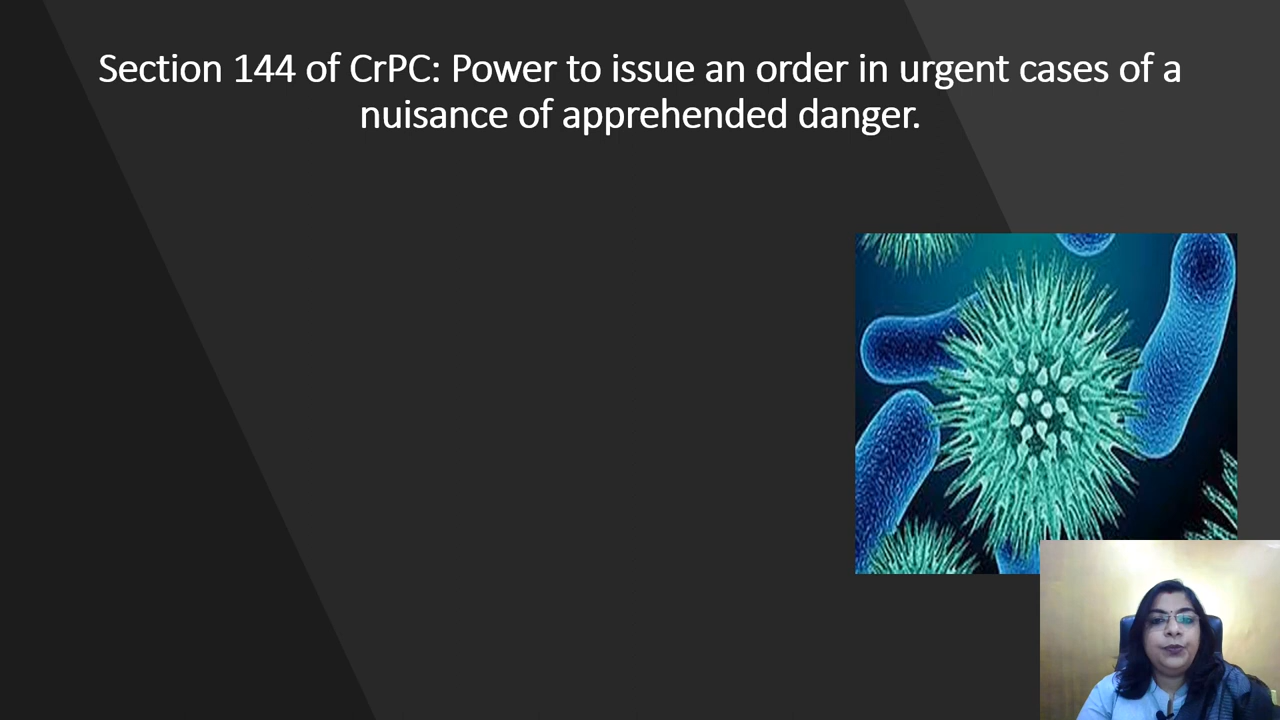 Section 144 of CrPC: Power to issue an order in urgent cases of a
nuisance of apprehended danger.